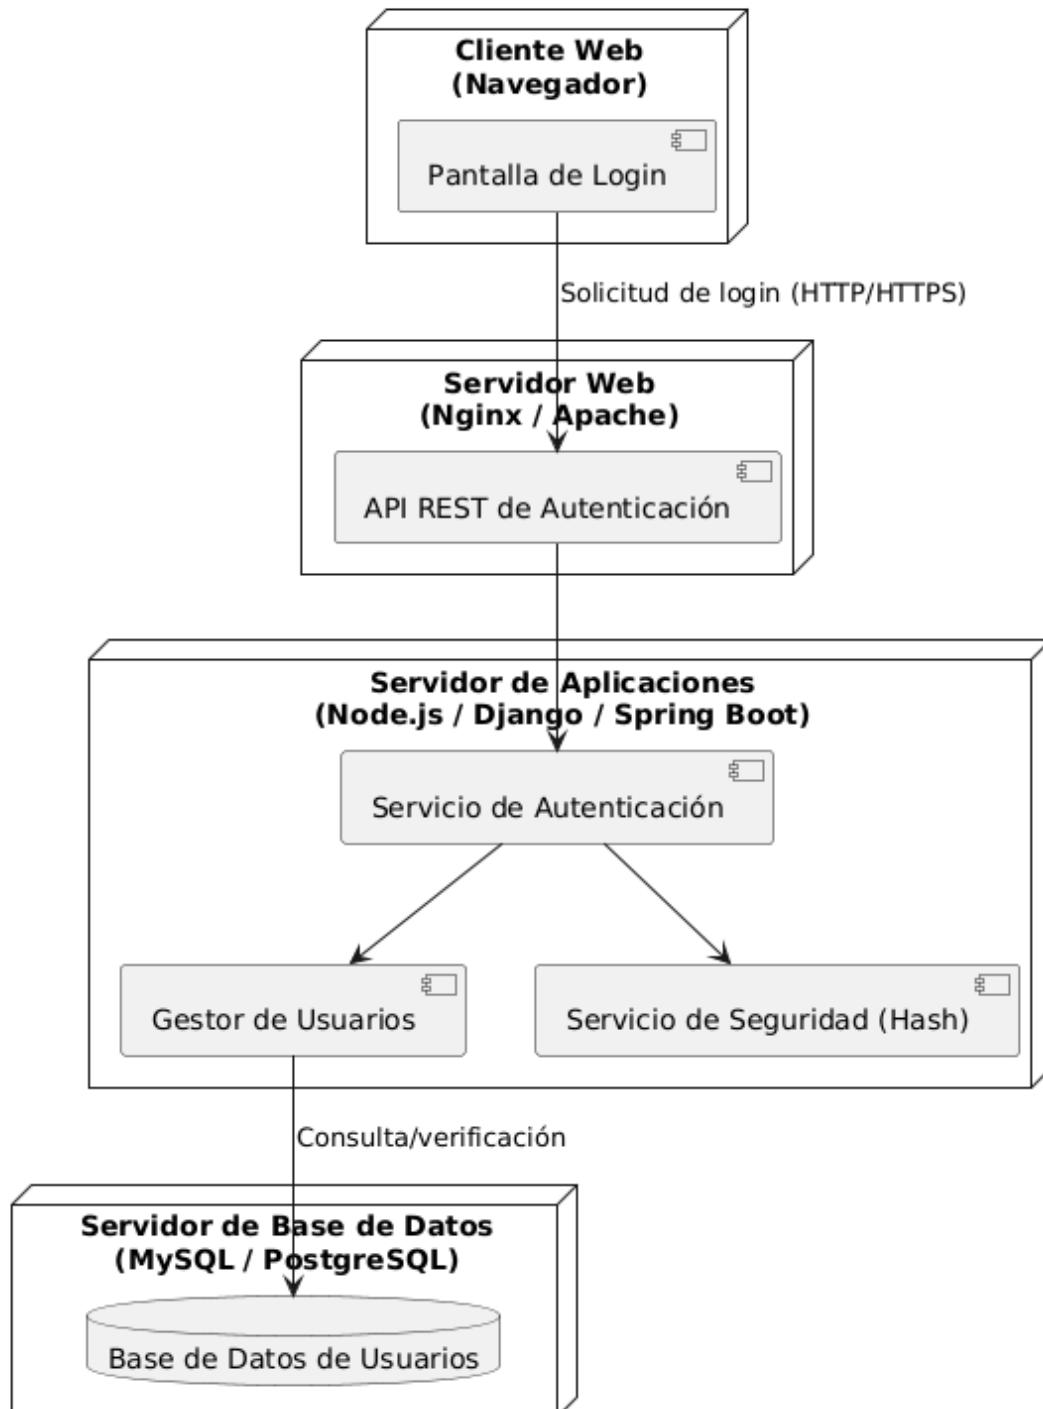 Cliente Web
(Navegador)
Pantalla de Login
Solicitud de login (HTTP/HTTPS)
Servidor Web
(Nginx / Apache)
API REST de Autenticación
Servidor de Aplicaciones
(Node.js / Django / Spring Boot)
Servicio de Autenticación
Gestor de Usuarios
Servicio de Seguridad (Hash)
Consulta/verificación
Servidor de Base de Datos
(MySQL / PostgreSQL)
Base de Datos de Usuarios